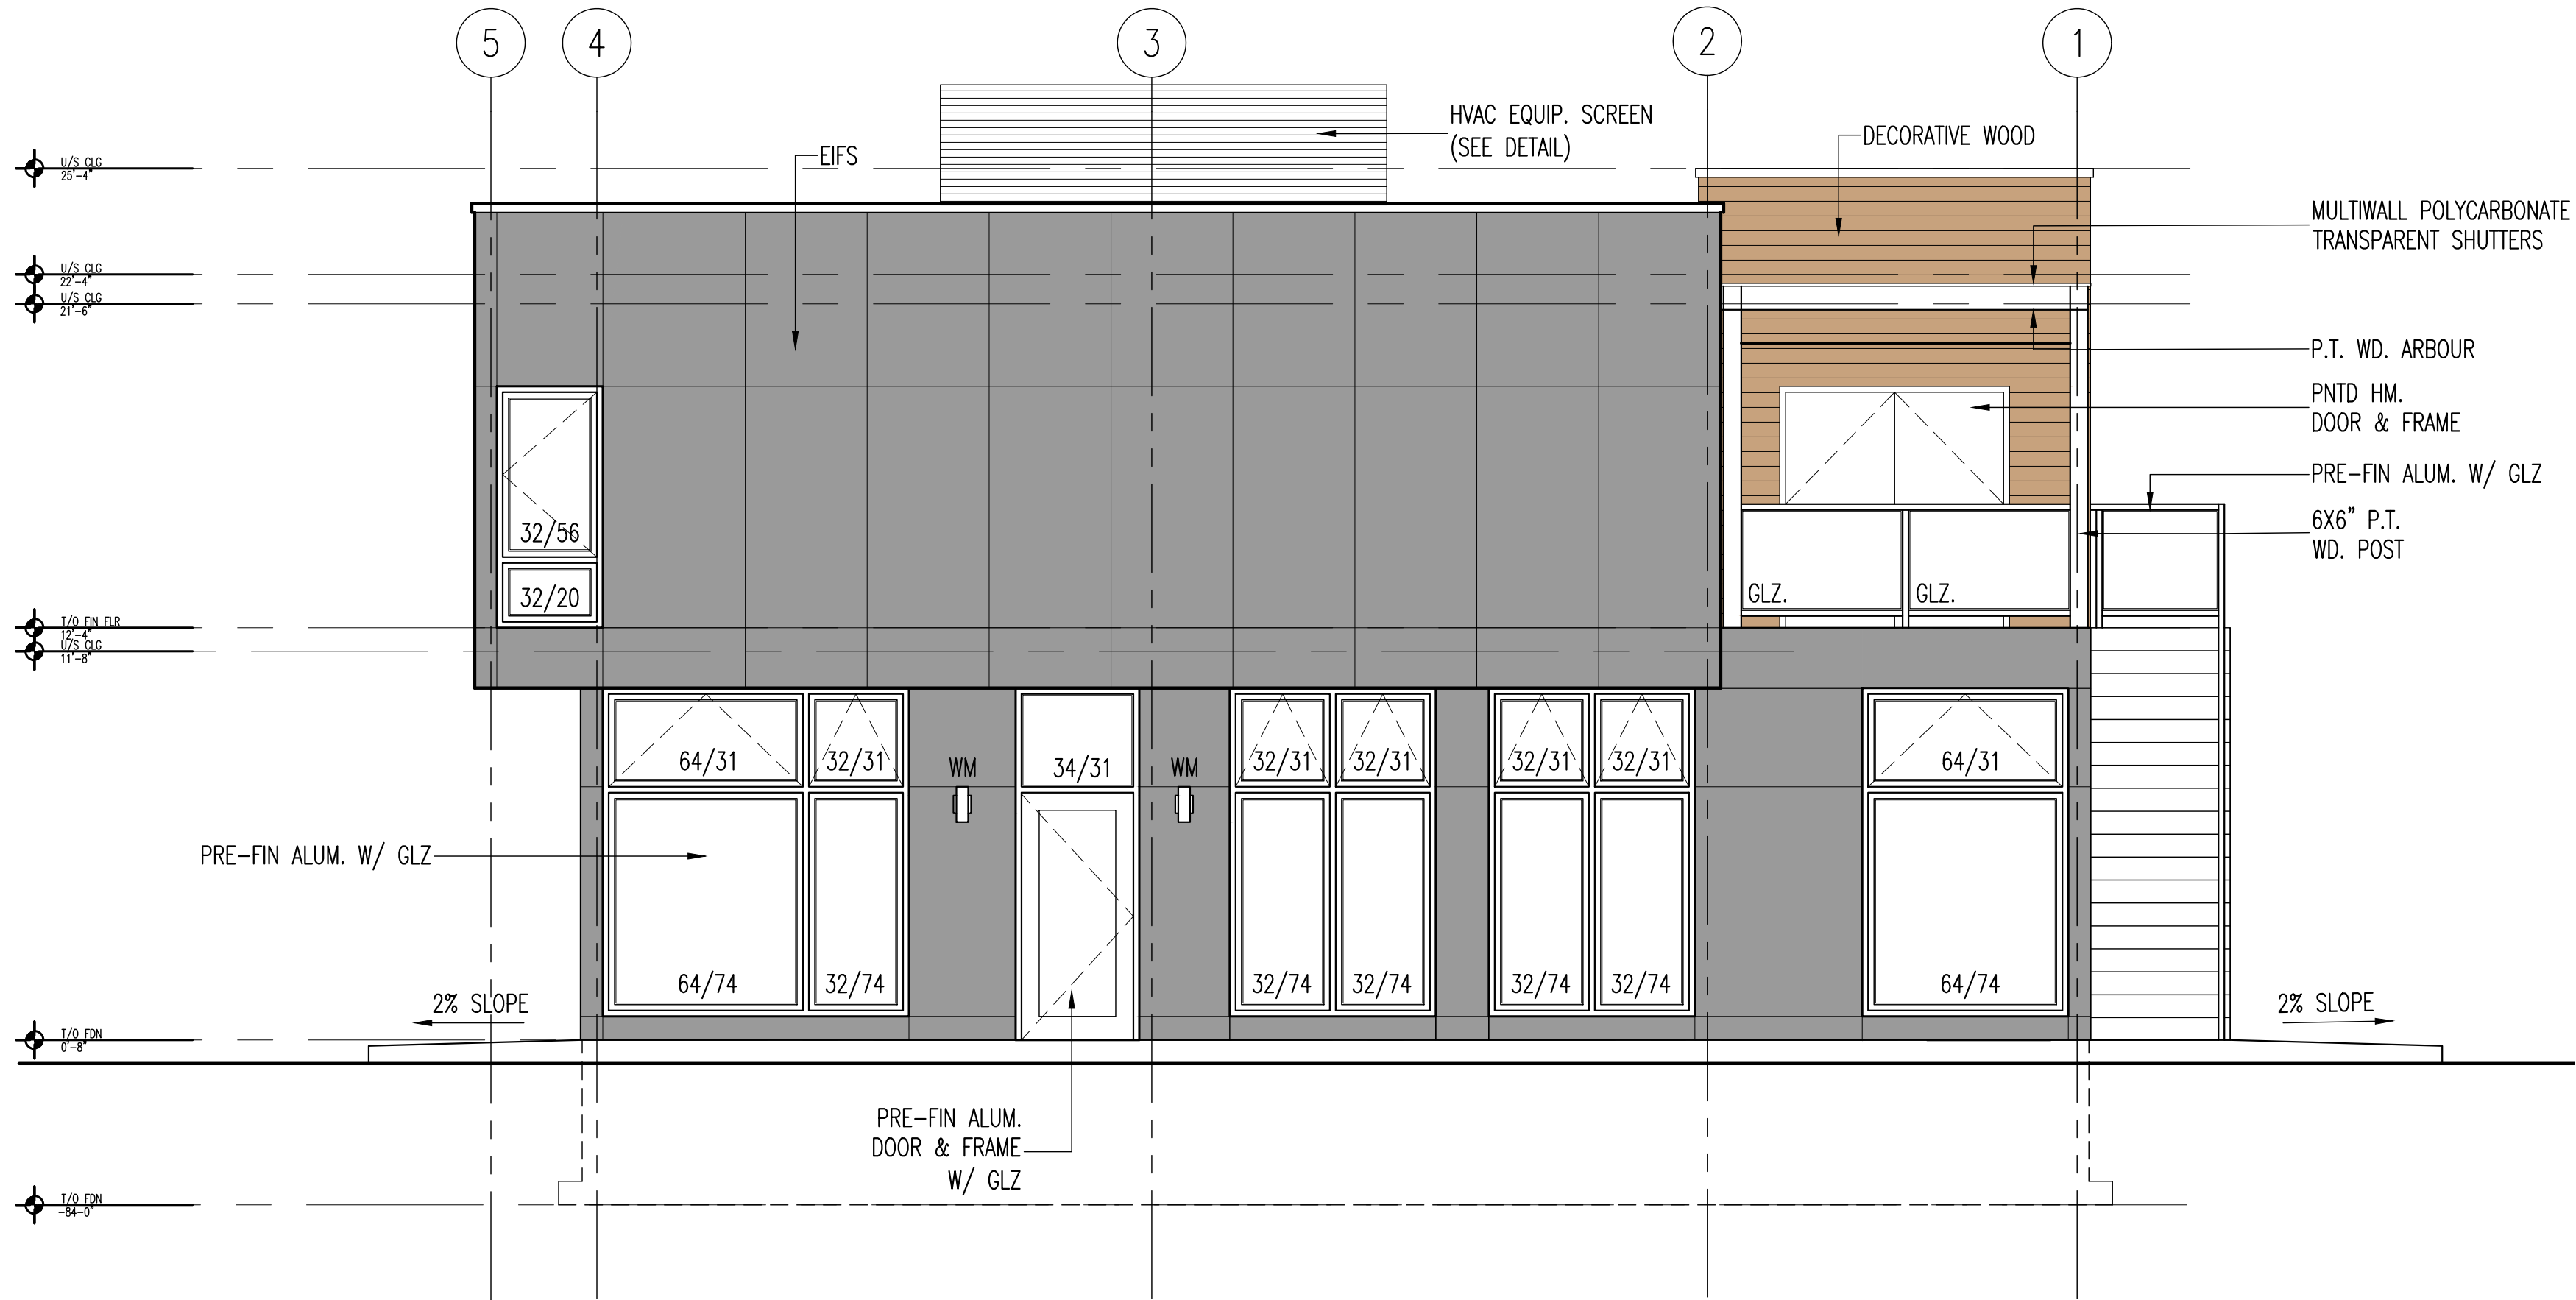 5
4
3
2
1
HVAC EQUIP. SCREEN
(SEE DETAIL)
DECORATIVE WOOD
EIFS
U/S CLG
25'-4"
MULTIWALL POLYCARBONATE
TRANSPARENT SHUTTERS
U/S CLG
22'-4"
U/S CLG
21'-6"
P.T. WD. ARBOUR
PNTD HM.
DOOR & FRAME
PRE-FIN ALUM. W/ GLZ
6X6" P.T.
WD. POST
32/56
32/20
GLZ.
GLZ.
T/O FIN FLR
12'-4"
U/S CLG
11'-8"
64/31
32/31
WM
34/31
WM
32/31
32/31
32/31
32/31
64/31
PRE-FIN ALUM. W/ GLZ
64/74
32/74
32/74
32/74
32/74
32/74
64/74
2% SLOPE
2% SLOPE
T/O FDN
0'-8"
PRE-FIN ALUM.
DOOR & FRAME
W/ GLZ
T/O FDN
-84-0"